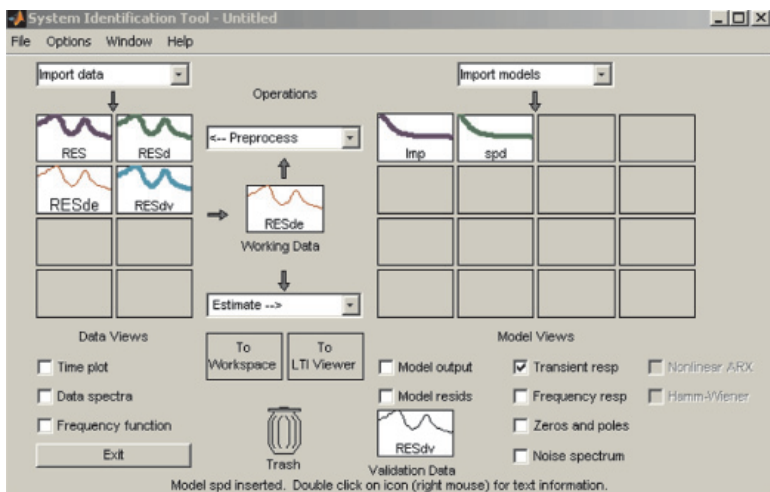 System Identification Tool - Untitled
File Options Window Help
Import data
Import models
Operations
RES
RESd
<-- Preprocess
Imp
spd
RESde
RESdv
RESde
Working Data
Estimate -->
Data Views
To Workspace
To LTI Viewer
Model Views
Time plot
Model output
Transient resp
Nonlinear ARX
Data spectra
Model resids
Frequency resp
Hamm-Wiener
Frequency function
Zeros and poles
RESdv
Exit
Trash
Validation Data
Noise spectrum
Model spd inserted. Double click on icon (right mouse) for text information.